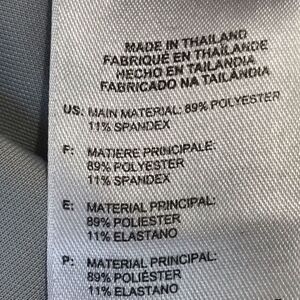 MADE IN THAILAND
FABRIQUÉ EN THAÏLANDE
HECHO EN TAILANDIA
FABRICADO NA TAILÂNDIA
US: MAIN MATERIAL: 89% POLYESTER
11% SPANDEX
F: MATIERE PRINCIPALE:
89% POLYESTER
11% SPANDEX
E: MATERIAL PRINCIPAL:
89% POLIESTER
11% ELASTANO
P: MATERIAL PRINCIPAL:
89% POLIÉSTER
11% ELASTANO